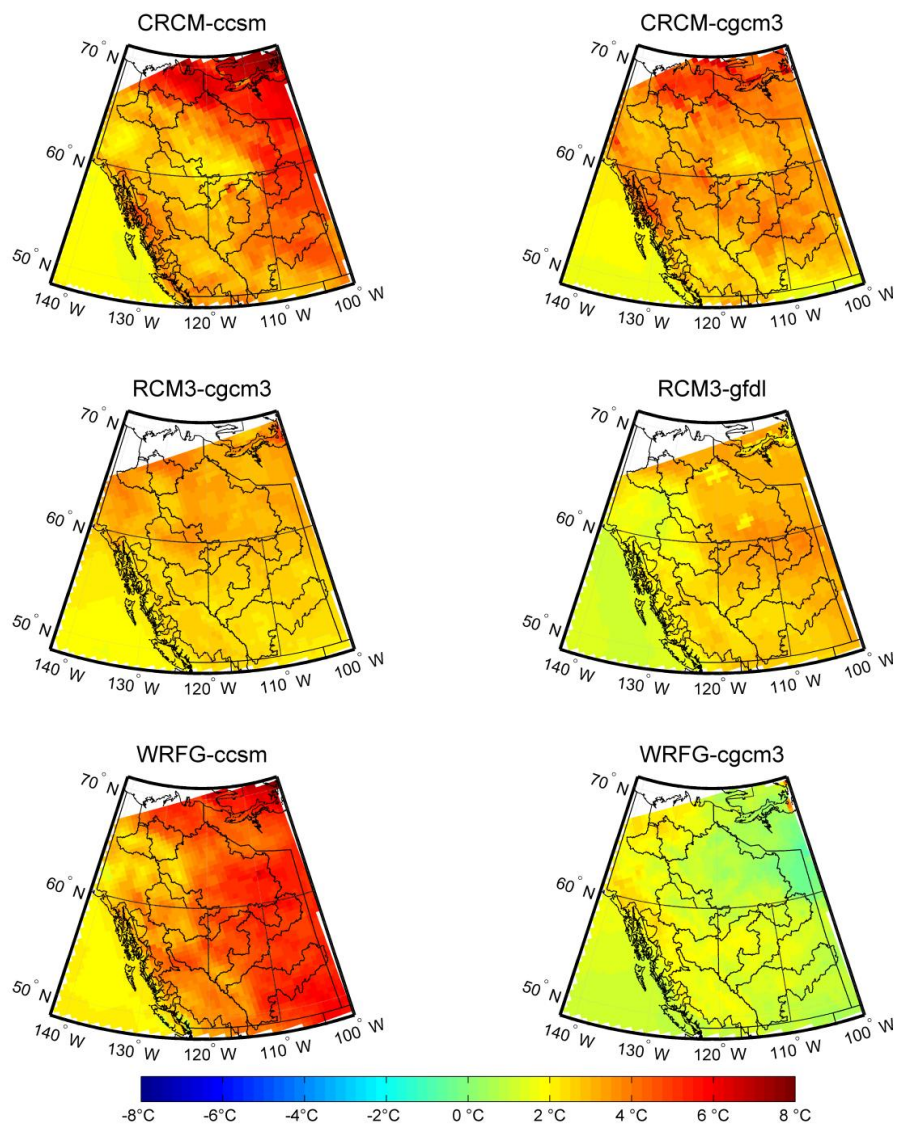 CRCM-ccsm
CRCM-cgcm3
70° N
60° N
50° N
140° W
130° W
120° W
110° W
100° W
70° N
60° N
50° N
140° W
130° W
120° W
110° W
100° W
RCM3-cgcm3
RCM3-gfdl
70° N
60° N
50° N
140° W
130° W
120° W
110° W
100° W
70° N
60° N
50° N
140° W
130° W
120° W
110° W
100° W
WRFG-ccsm
WRFG-cgcm3
70° N
60° N
50° N
140° W
130° W
120° W
110° W
100° W
70° N
60° N
50° N
140° W
130° W
120° W
110° W
100° W
-8°C -6°C -4°C -2°C 0 °C 2 °C 4 °C 6 °C 8 °C